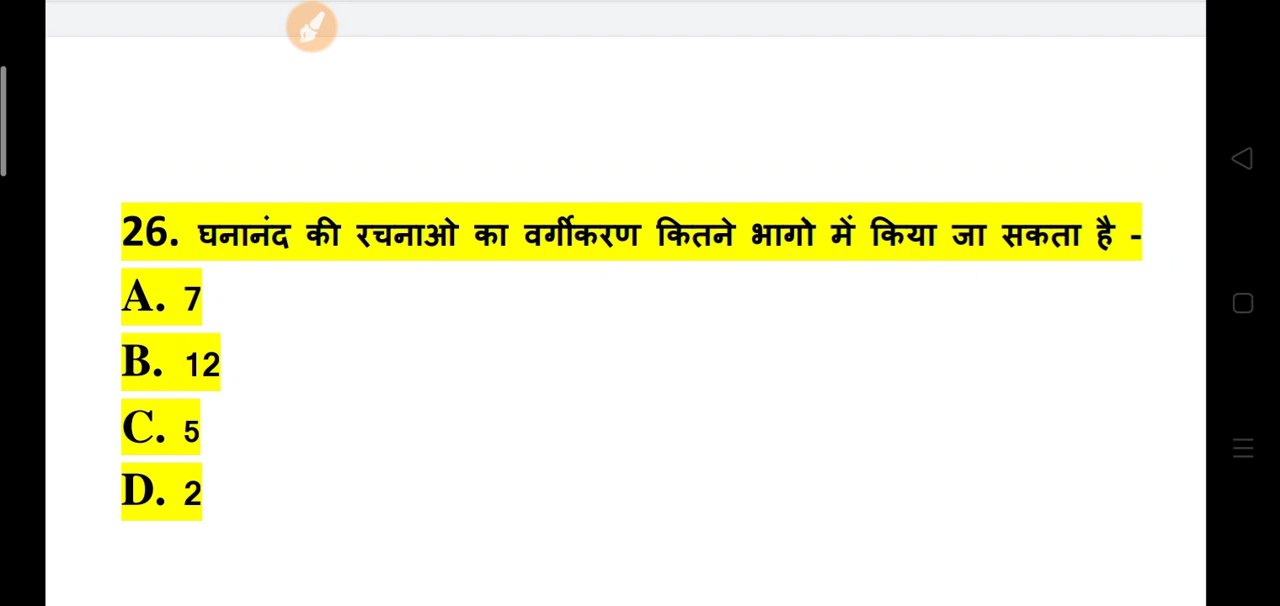 26. घनानंद की रचनाओ का वर्गीकरण कितने भागो में किया जा सकता है -
A. 7
B. 12
C. 5
D. 2